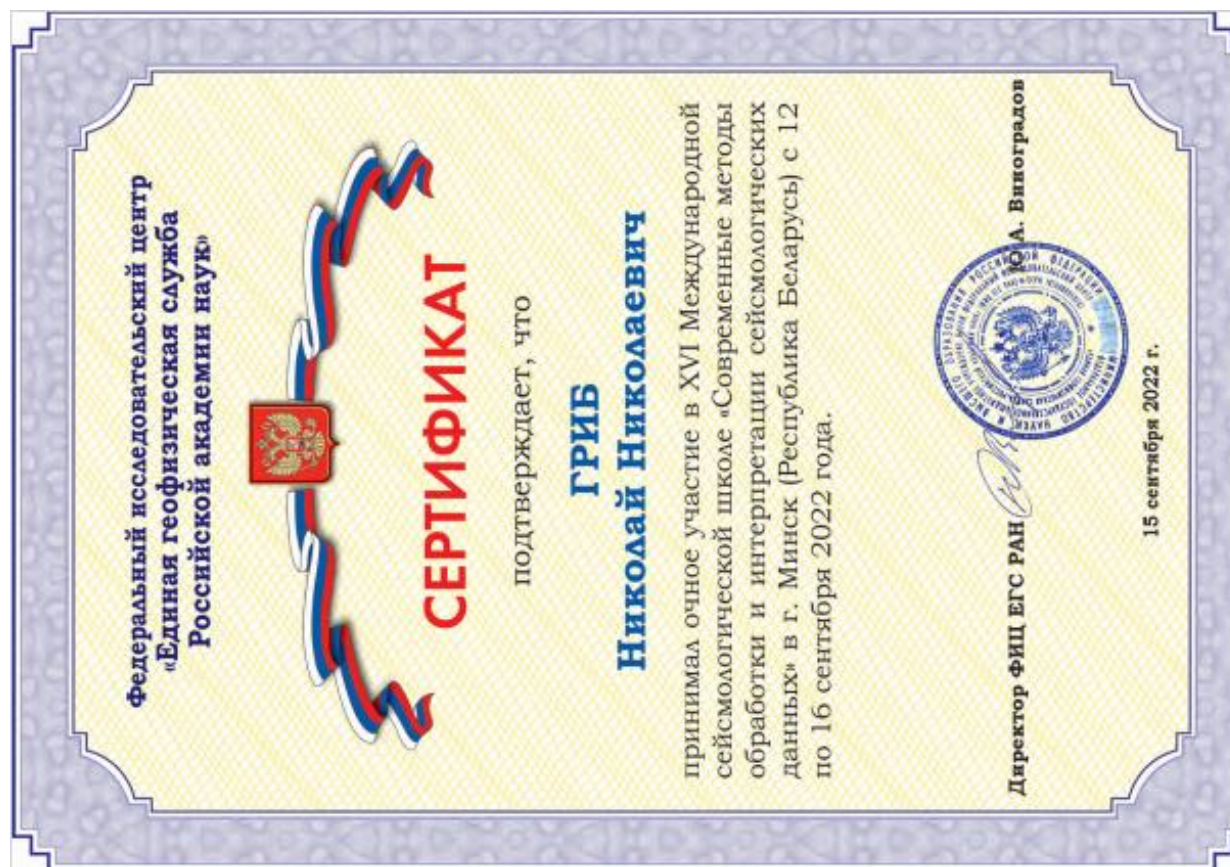 Федеральный исследовательский центр
«Единая геофизическая служба
Российской академии наук»
СЕРТИФИКАТ
подтверждает, что
ГРИБ
Николай Николаевич
принимал очное участие в XVI Международной
сейсмологической школе «Современные методы
обработки и интерпретации сейсмологических
данных» в г. Минск (Республика Беларусь) с 12
по 16 сентября 2022 года.
Директор ФИЦ ЕГС РАН Ю. А. Виноградов
15 сентября 2022 г.